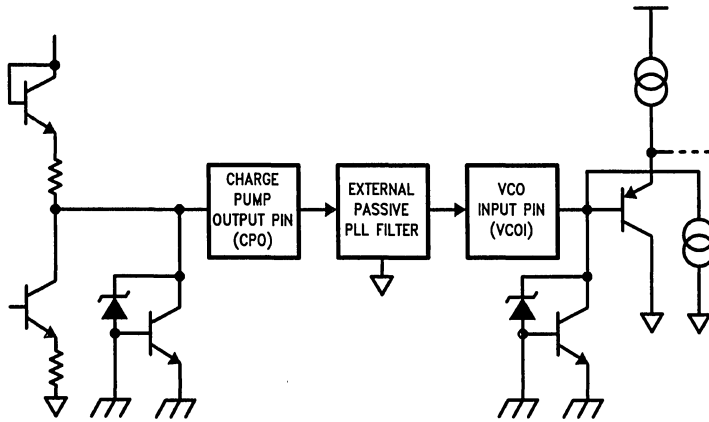 CHARGE
PUMP
OUTPUT PIN
(CPO)
EXTERNAL
PASSIVE
PLL FILTER
VCO
INPUT PIN
(VCOI)